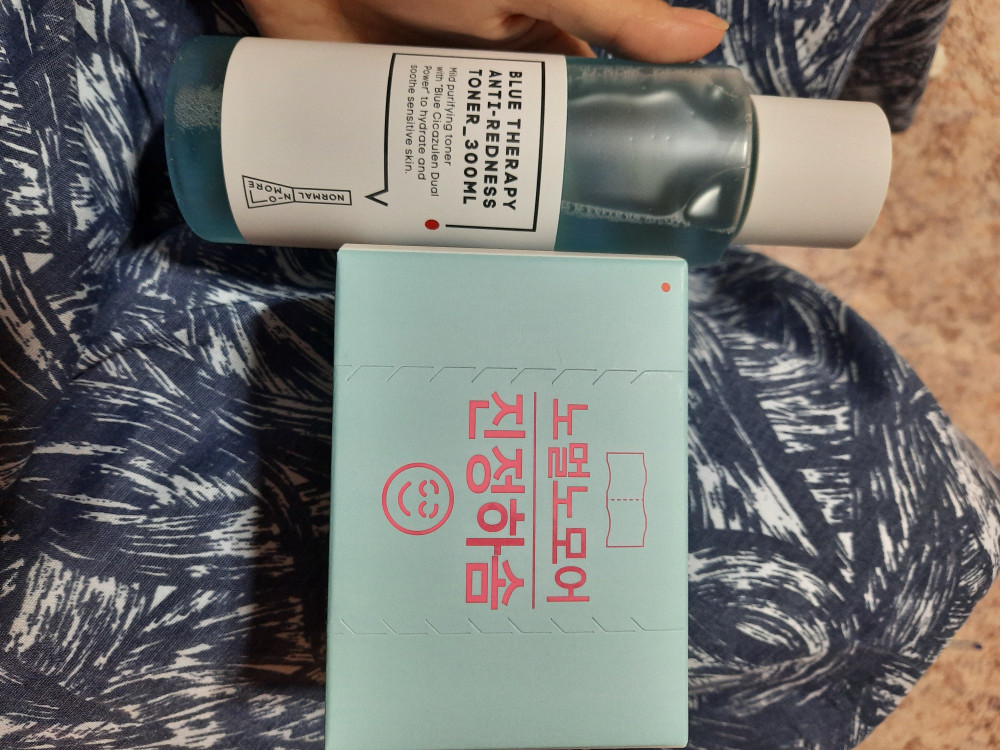 BLUE THERAPY
ANTI-REDNESS
TONER_300ML
Mild purifying toner
with "Blue Cicazulen Dual
Power" to hydrate and
soothe sensitive skin.
NORMAL
N-O
MORE
노멀노모어
진정하솜